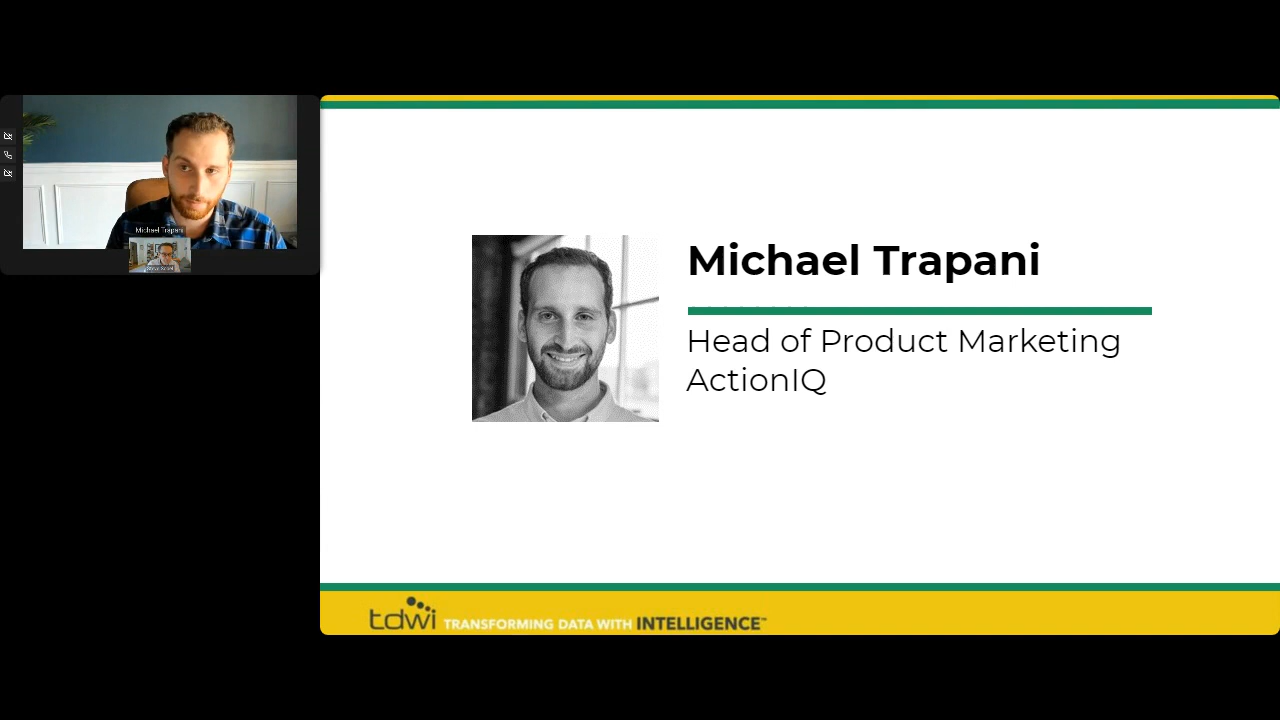 Michael Trapani
Michael Trapani
Head of Product Marketing
ActionIQ
tdwi TRANSFORMING DATA WITH INTELLIGENCE™